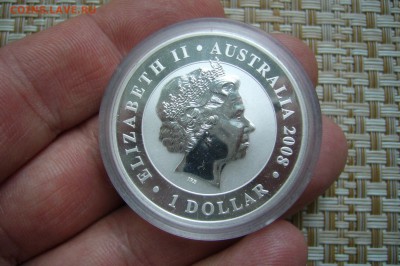 COINS.LAVE.RU
ELIZABETH II • AUSTRALIA 2008 •
1 DOLLAR •